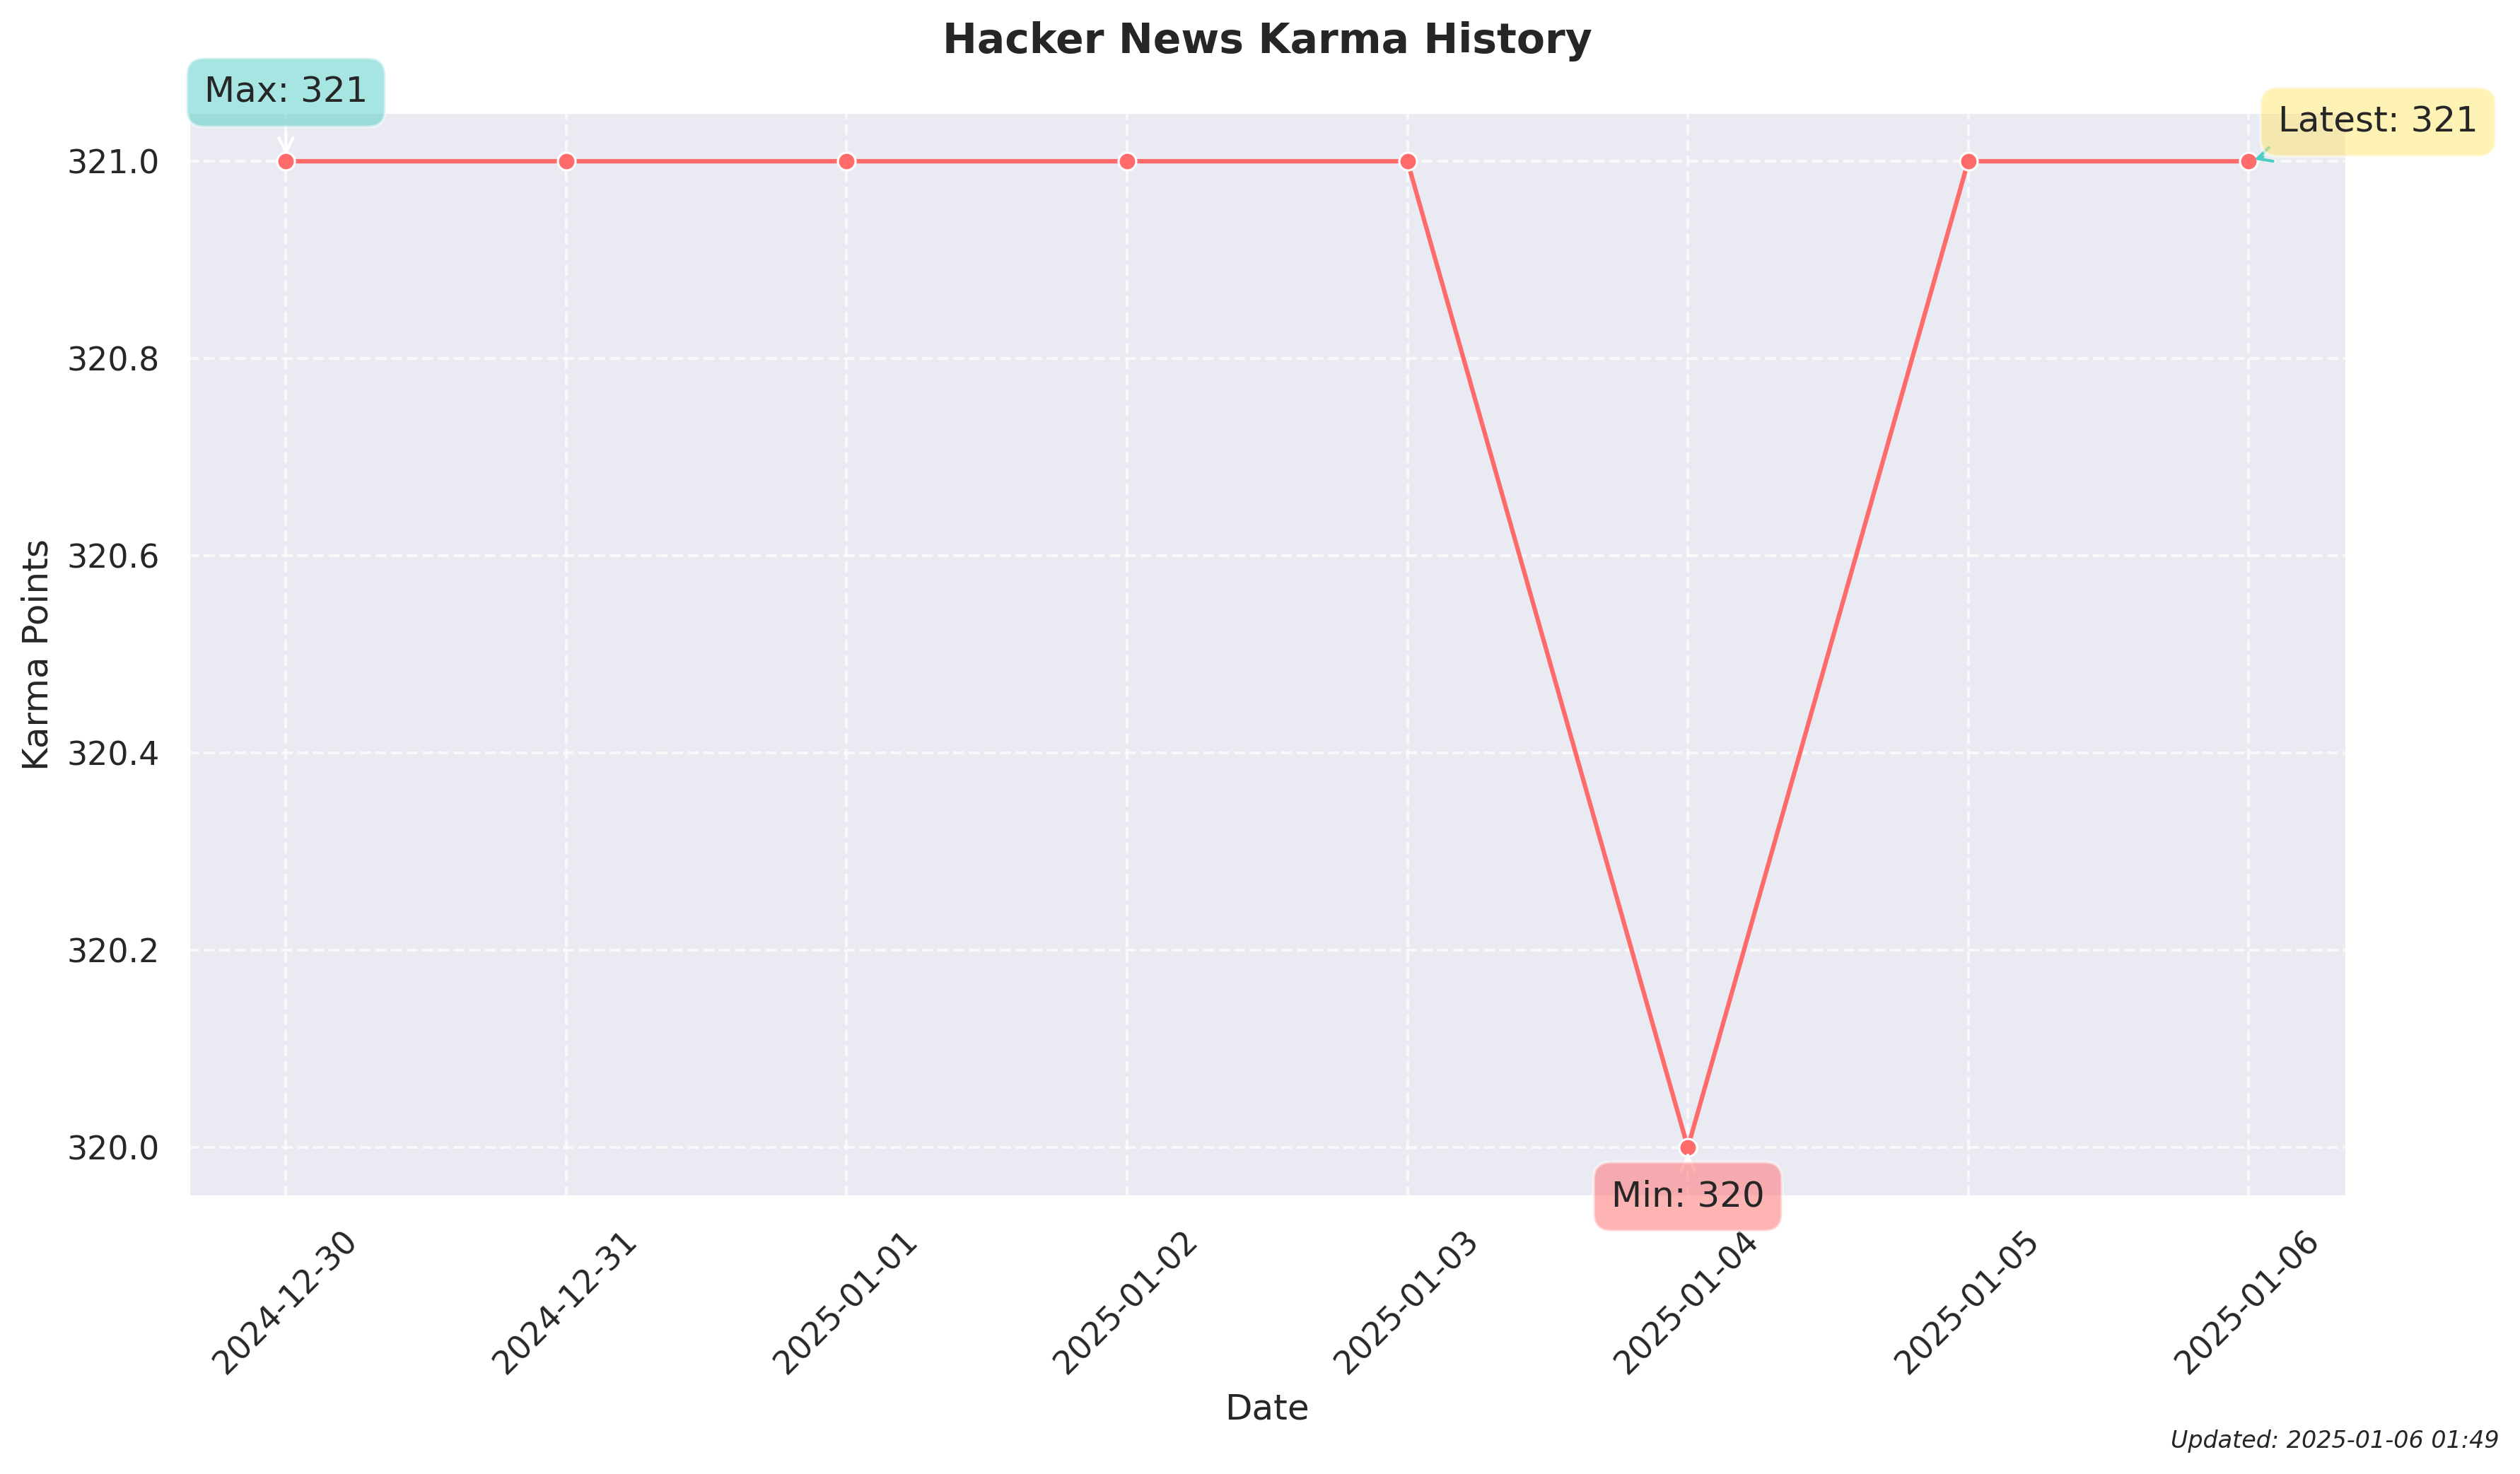 Hacker News Karma History
Max: 321
Latest: 321
321.0
320.8
320.6
320.4
320.2
320.0
Karma Points
Min: 320
2024-12-30
2024-12-31
2025-01-01
2025-01-02
2025-01-03
2025-01-04
2025-01-05
2025-01-06
Date
Updated: 2025-01-06 01:49